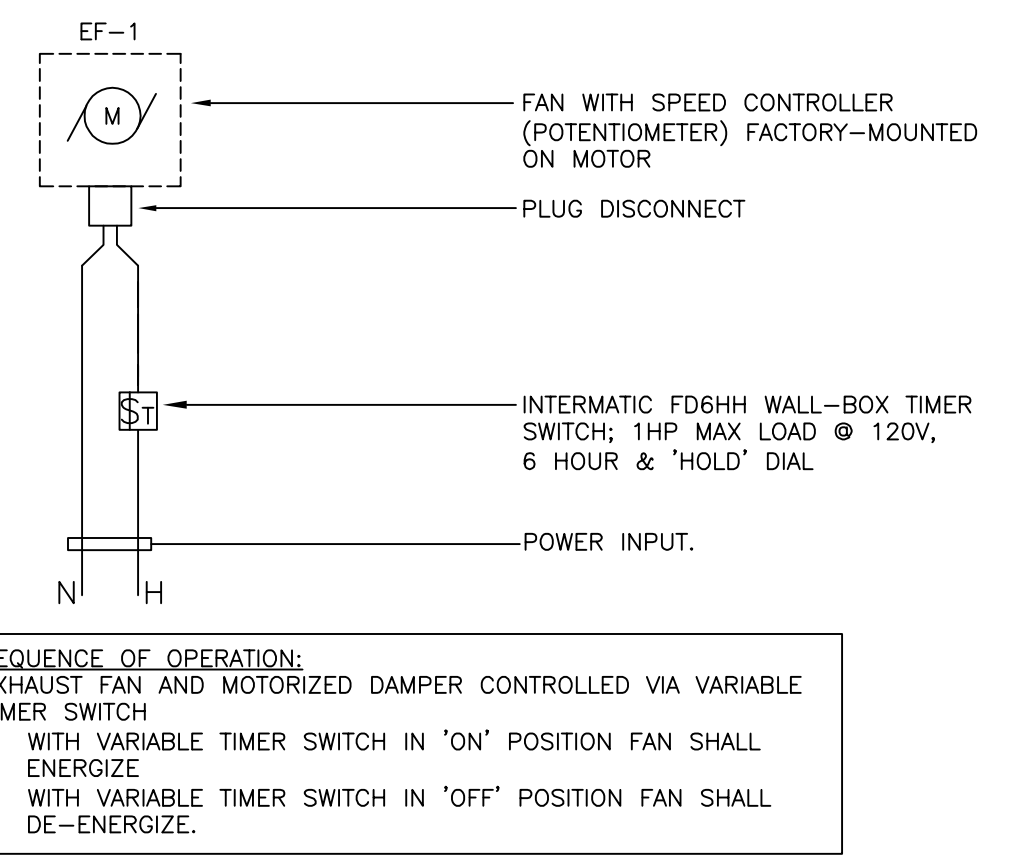 EF-1
M
FAN WITH SPEED CONTROLLER
(POTENTIOMETER) FACTORY-MOUNTED
ON MOTOR
PLUG DISCONNECT
$T
INTERMATIC FD6HH WALL-BOX TIMER
SWITCH; 1HP MAX LOAD @ 120V,
6 HOUR & 'HOLD' DIAL
POWER INPUT.
N H
EQUENCE OF OPERATION:
XHAUST FAN AND MOTORIZED DAMPER CONTROLLED VIA VARIABLE
MER SWITCH
WITH VARIABLE TIMER SWITCH IN 'ON' POSITION FAN SHALL
ENERGIZE
WITH VARIABLE TIMER SWITCH IN 'OFF' POSITION FAN SHALL
DE-ENERGIZE.